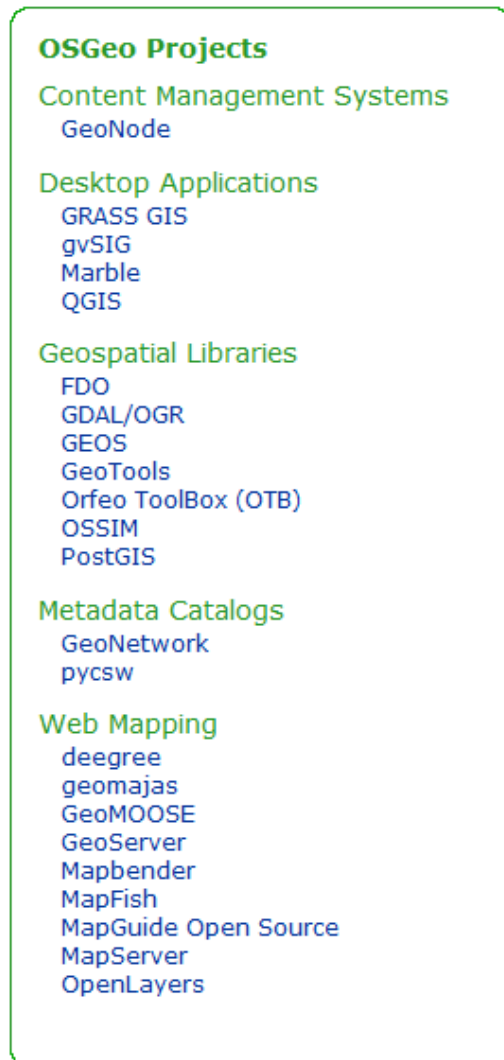 OSGeo Projects
Content Management Systems
GeoNode
Desktop Applications
GRASS GIS
gvSIG
Marble
QGIS
Geospatial Libraries
FDO
GDAL/OGR
GEOS
GeoTools
Orfeo ToolBox (OTB)
OSSIM
PostGIS
Metadata Catalogs
GeoNetwork
pycsw
Web Mapping
deegree
geomajas
GeoMOOSE
GeoServer
Mapbender
MapFish
MapGuide Open Source
MapServer
OpenLayers